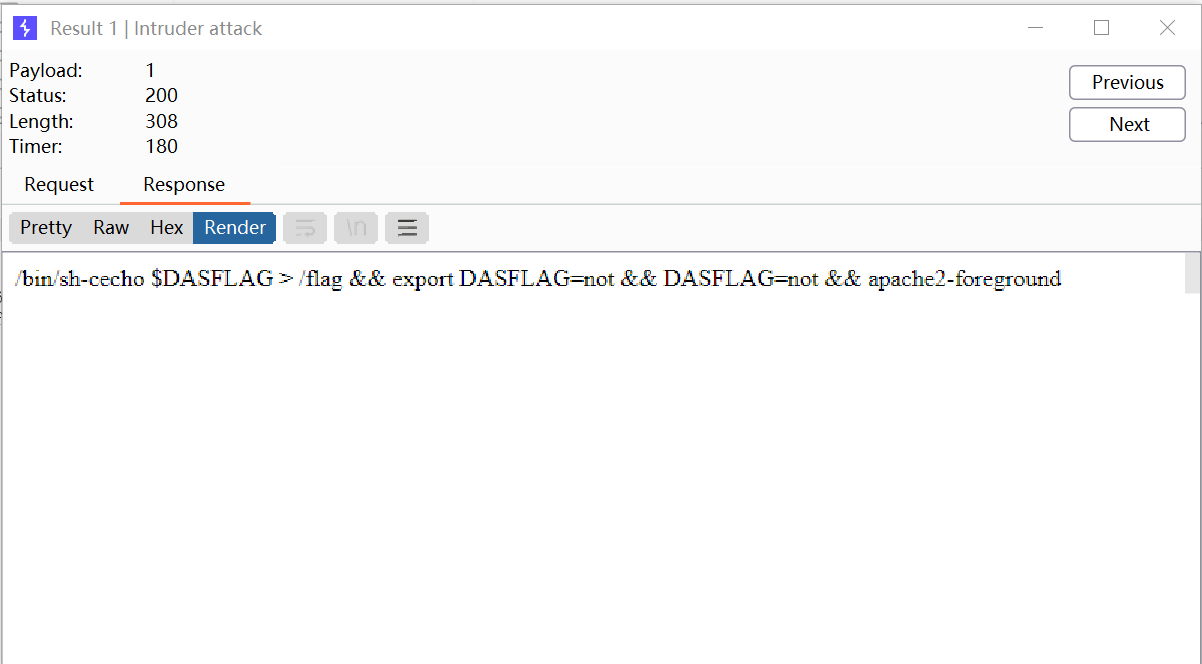 Result 1 | Intruder attack
Payload: 1
Status: 200
Length: 308
Timer: 180
Previous
Next
Request Response
Pretty Raw Hex Render \n
/bin/sh-cecho $DASFLAG > /flag && export DASFLAG=not && DASFLAG=not && apache2-foreground